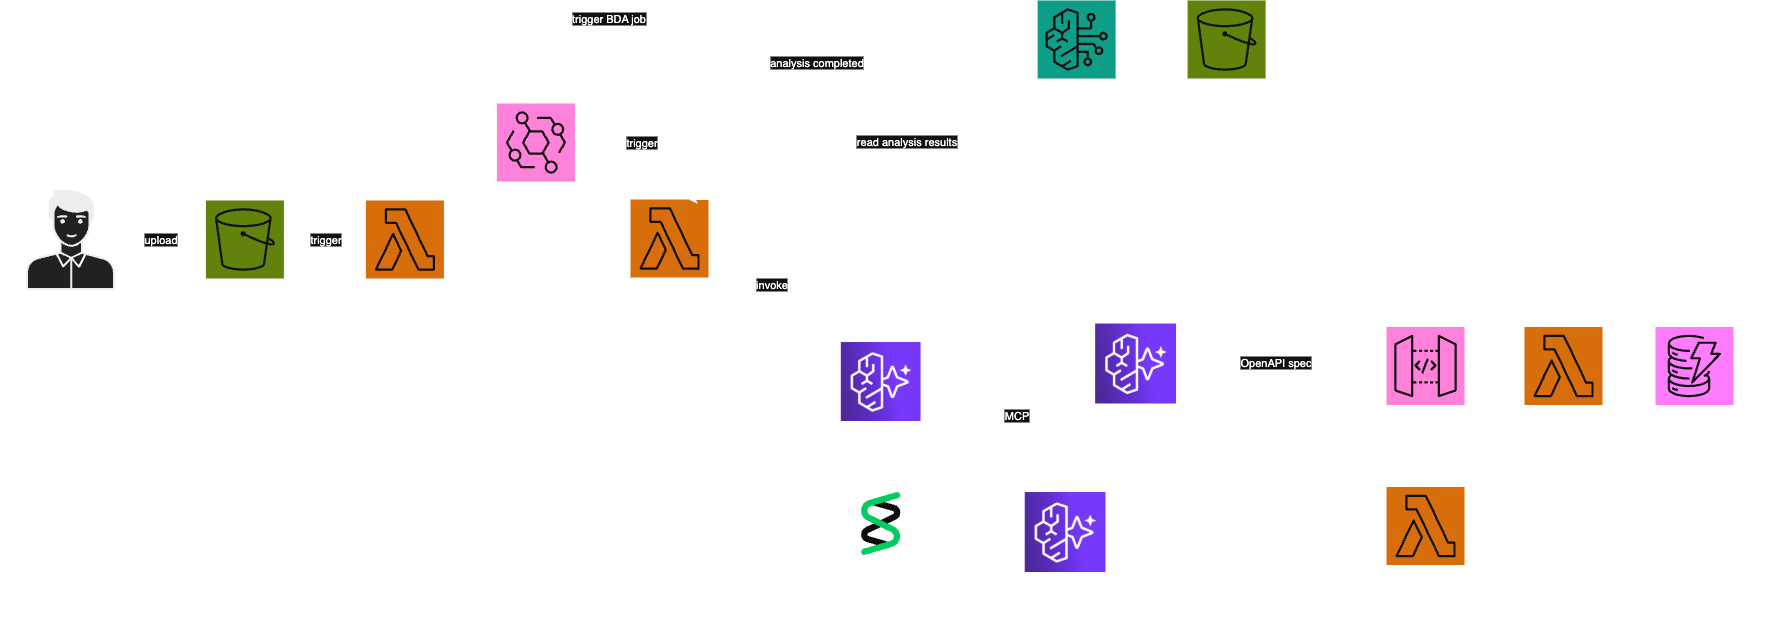 trigger BDA job
analysis completed
trigger
read analysis results
upload
trigger
invoke
OpenAPI spec
MCP